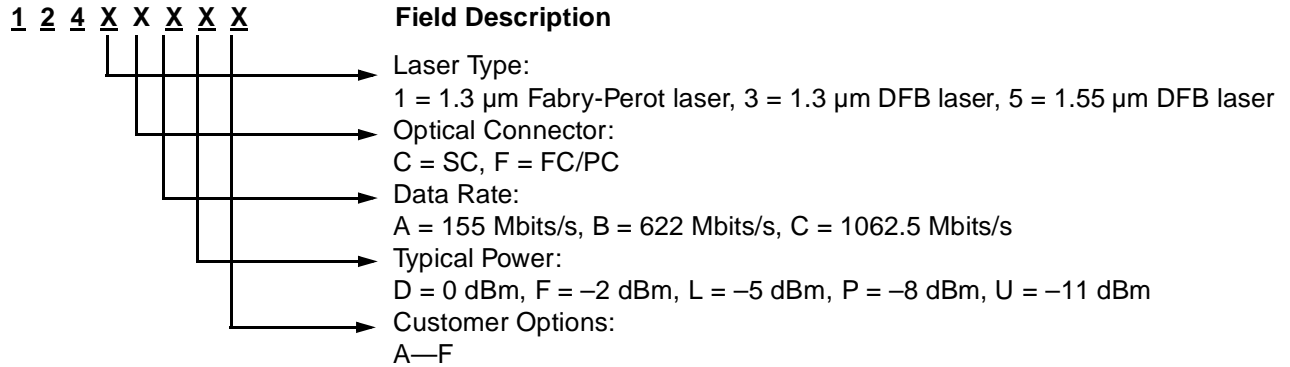 1 2 4 X X X X X Field Description
Laser Type:
1 = 1.3 µm Fabry-Perot laser, 3 = 1.3 µm DFB laser, 5 = 1.55 µm DFB laser
Optical Connector:
C = SC, F = FC/PC
Data Rate:
A = 155 Mbits/s, B = 622 Mbits/s, C = 1062.5 Mbits/s
Typical Power:
D = 0 dBm, F = –2 dBm, L = –5 dBm, P = –8 dBm, U = –11 dBm
Customer Options:
A—F